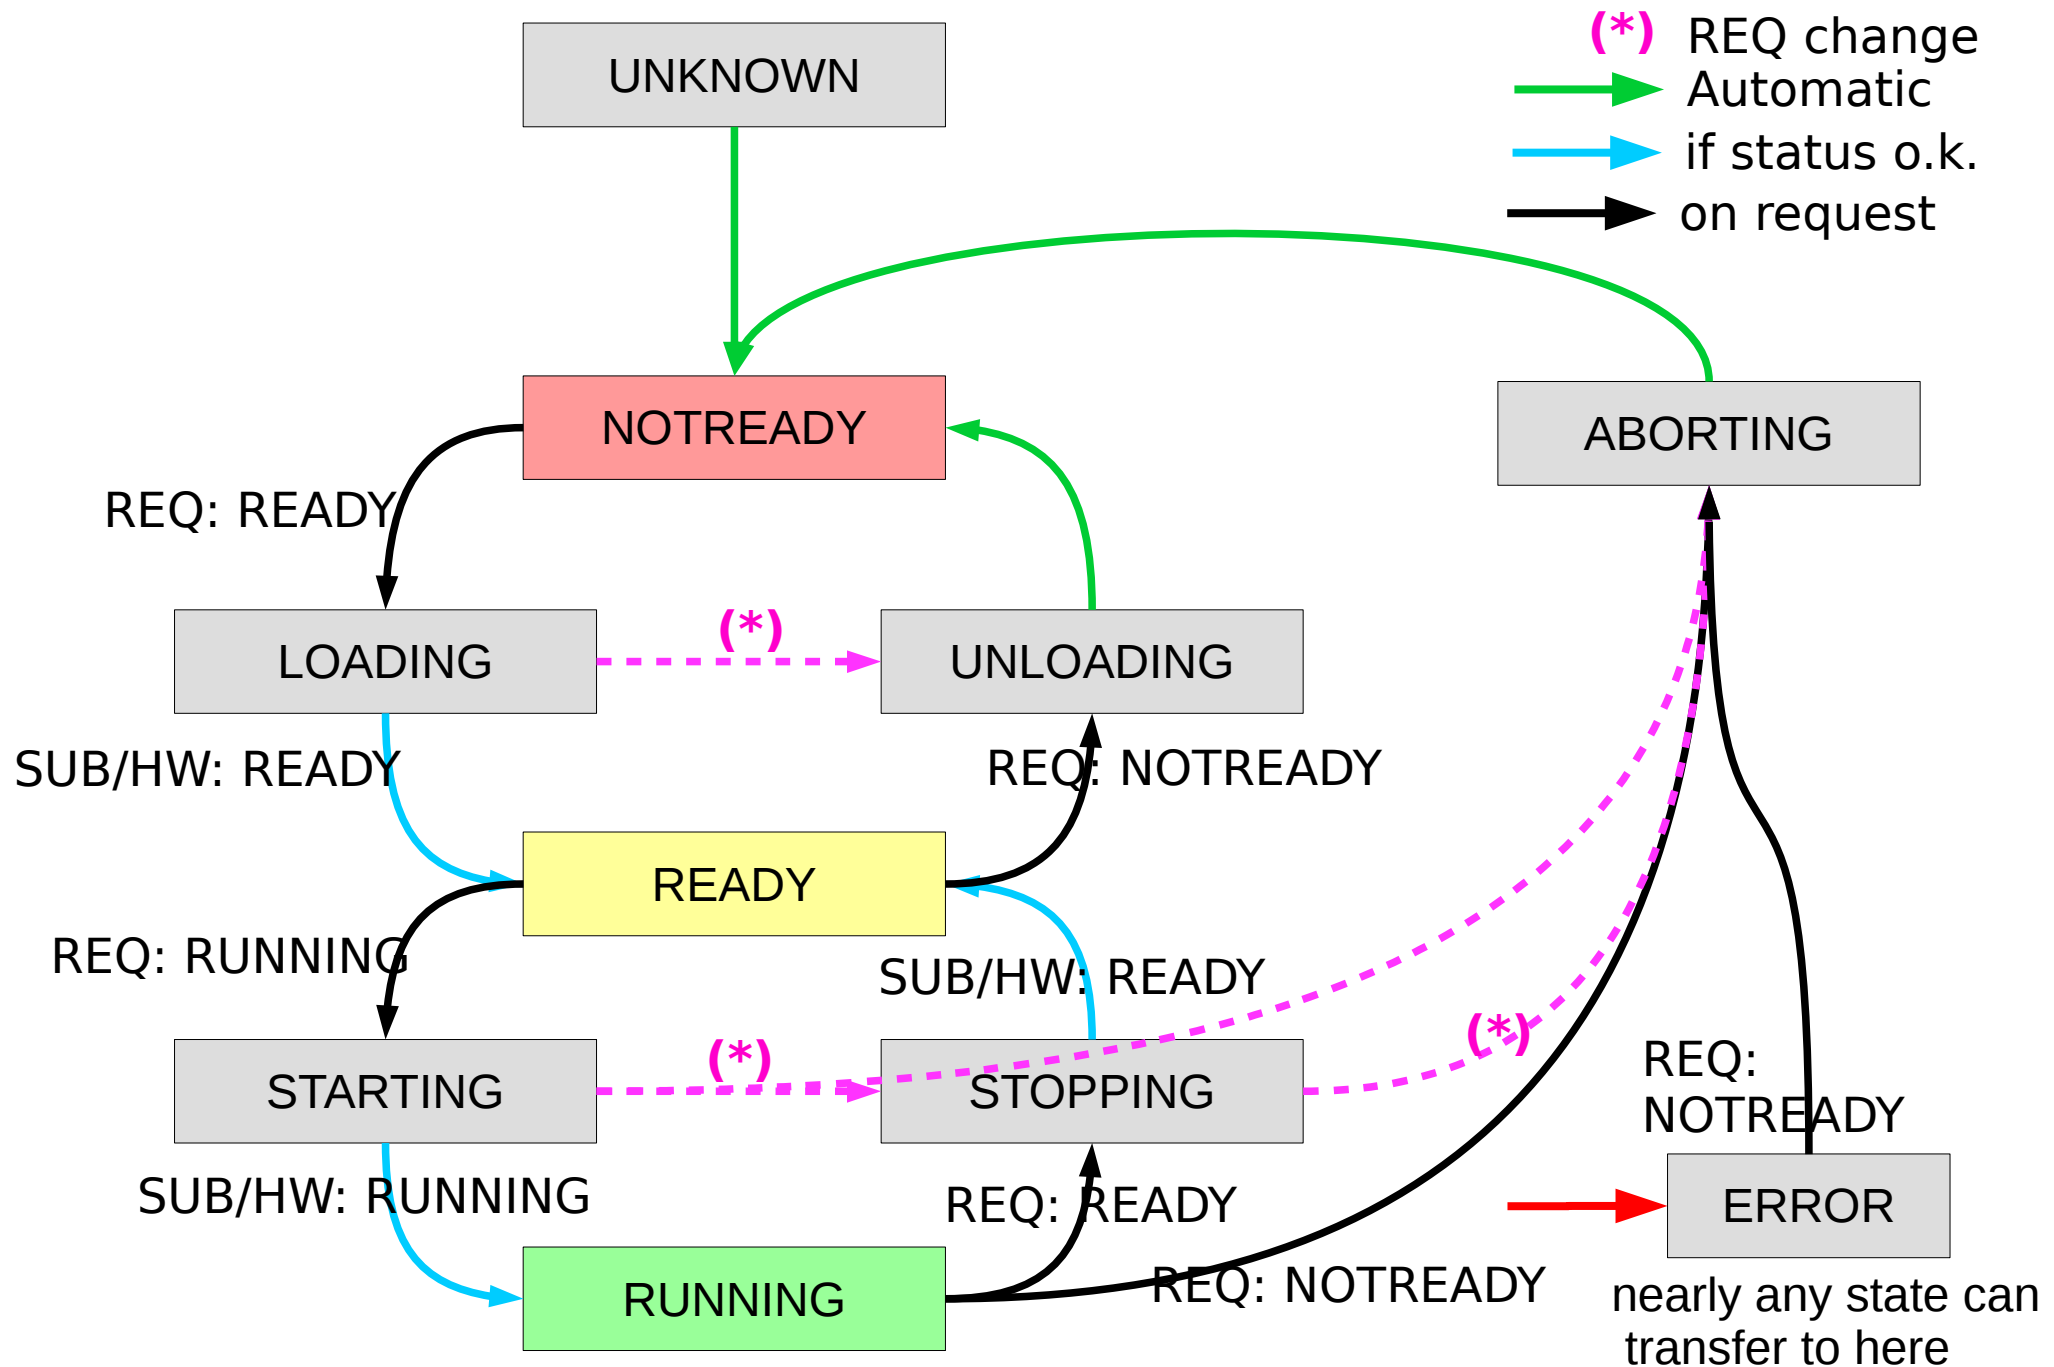 UNKNOWN
(*) REQ change
Automatic
if status o.k.
on request
NOTREADY
ABORTING
REQ: READY
LOADING
(*)
UNLOADING
SUB/HW: READY
REQ: NOTREADY
READY
REQ: RUNNING
SUB/HW: READY
STARTING
(*)
STOPPING
(*)
REQ:
NOTREADY
SUB/HW: RUNNING
REQ: READY
ERROR
RUNNING
REQ: NOTREADY
nearly any state can
transfer to here